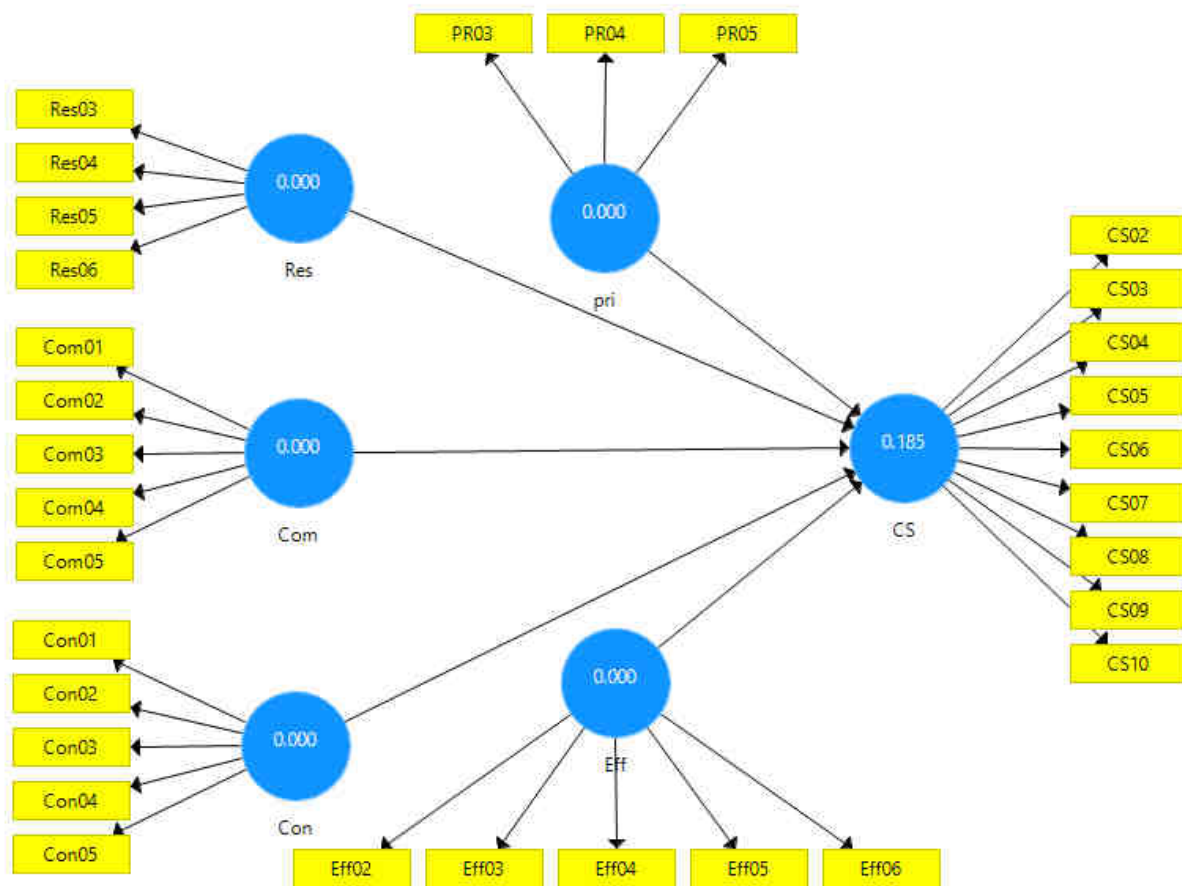 PR03
PR04
PR05
Res03
Res04
Res05
Res06
0.000
Res
0.000
pri
Com01
Com02
Com03
Com04
Com05
0.000
Com
0.185
CS
CS02
CS03
CS04
CS05
CS06
CS07
CS08
CS09
CS10
Con01
Con02
Con03
Con04
Con05
0.000
Con
0.000
Eff
Eff02
Eff03
Eff04
Eff05
Eff06